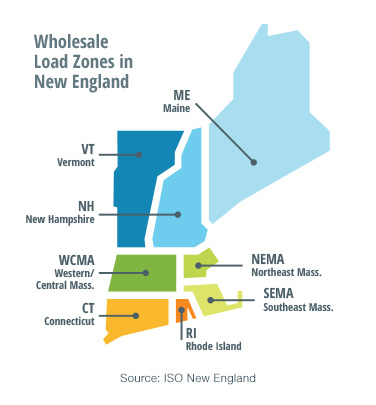 Wholesale
Load Zones in
New England
ME
Maine
VT
Vermont
NH
New Hampshire
WCMA
Western/
Central Mass.
NEMA
Northeast Mass.
SEMA
Southeast Mass.
CT
Connecticut
RI
Rhode Island
Source: ISO New England